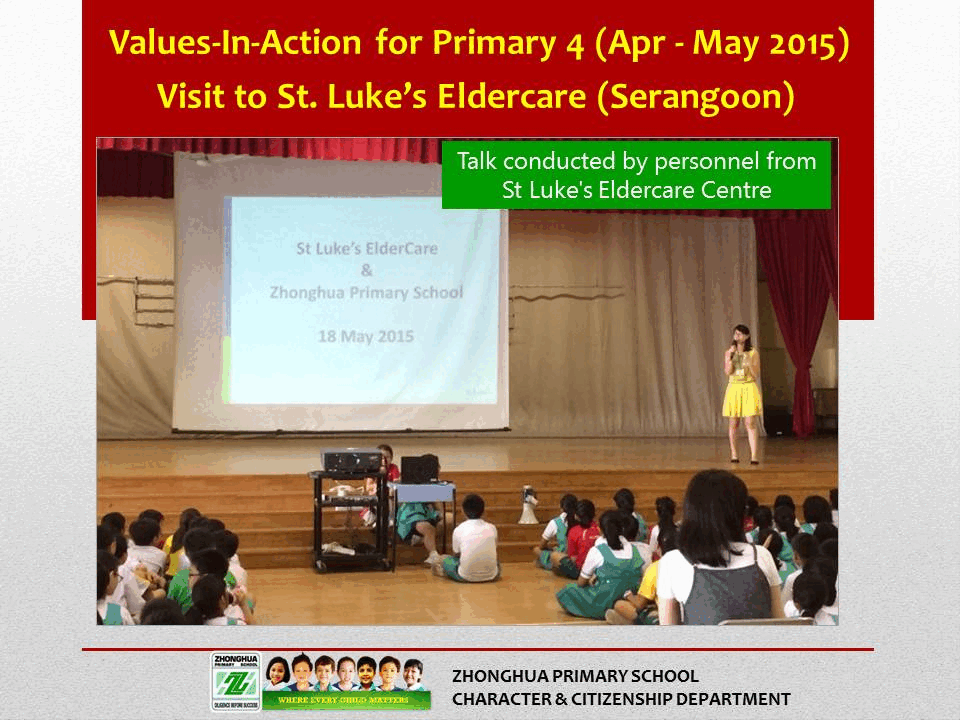 Values-In-Action for Primary 4 (Apr - May 2015)
Visit to St. Luke’s Eldercare (Serangoon)
Talk conducted by personnel from
St Luke's Eldercare Centre
St Luke’s ElderCare
&
Zhonghua Primary School
18 May 2015
ZHONGHUA
PRIMARY SCHOOL
DILIGENCE BEFORE SUCCESS
WHERE EVERY CHILD MATTERS
ZHONGHUA PRIMARY SCHOOL
CHARACTER & CITIZENSHIP DEPARTMENT